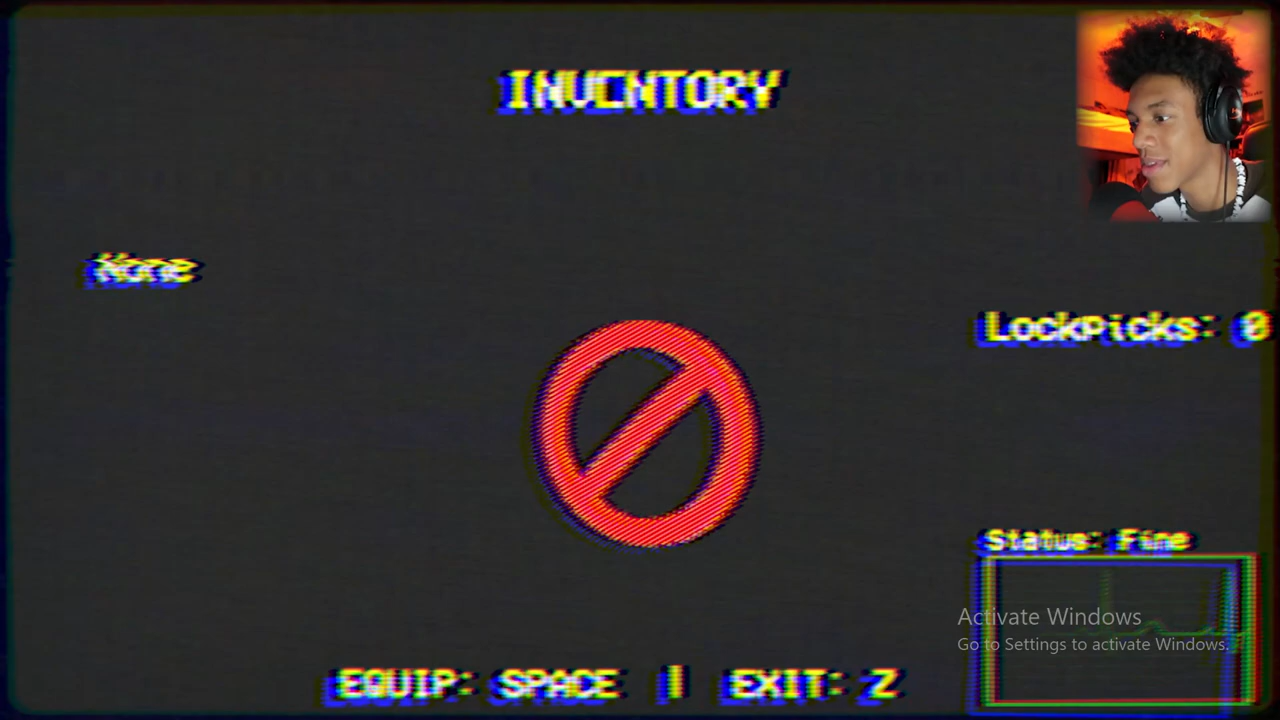 INVENTORY
None
LockPicks: 0
Status: Fine
Activate Windows
Go to Settings to activate Windows.
EQUIP: SPACE | EXIT: Z